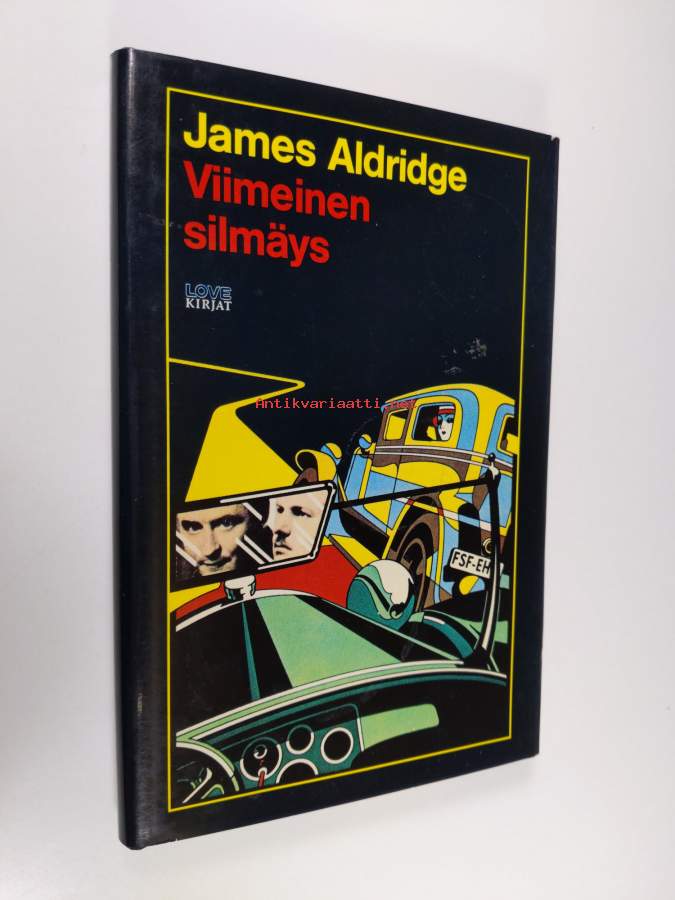 James Aldridge
Viimeinen
silmäys
LOVE
KIRJAT
Antikvariaatti.net
FSF-EH